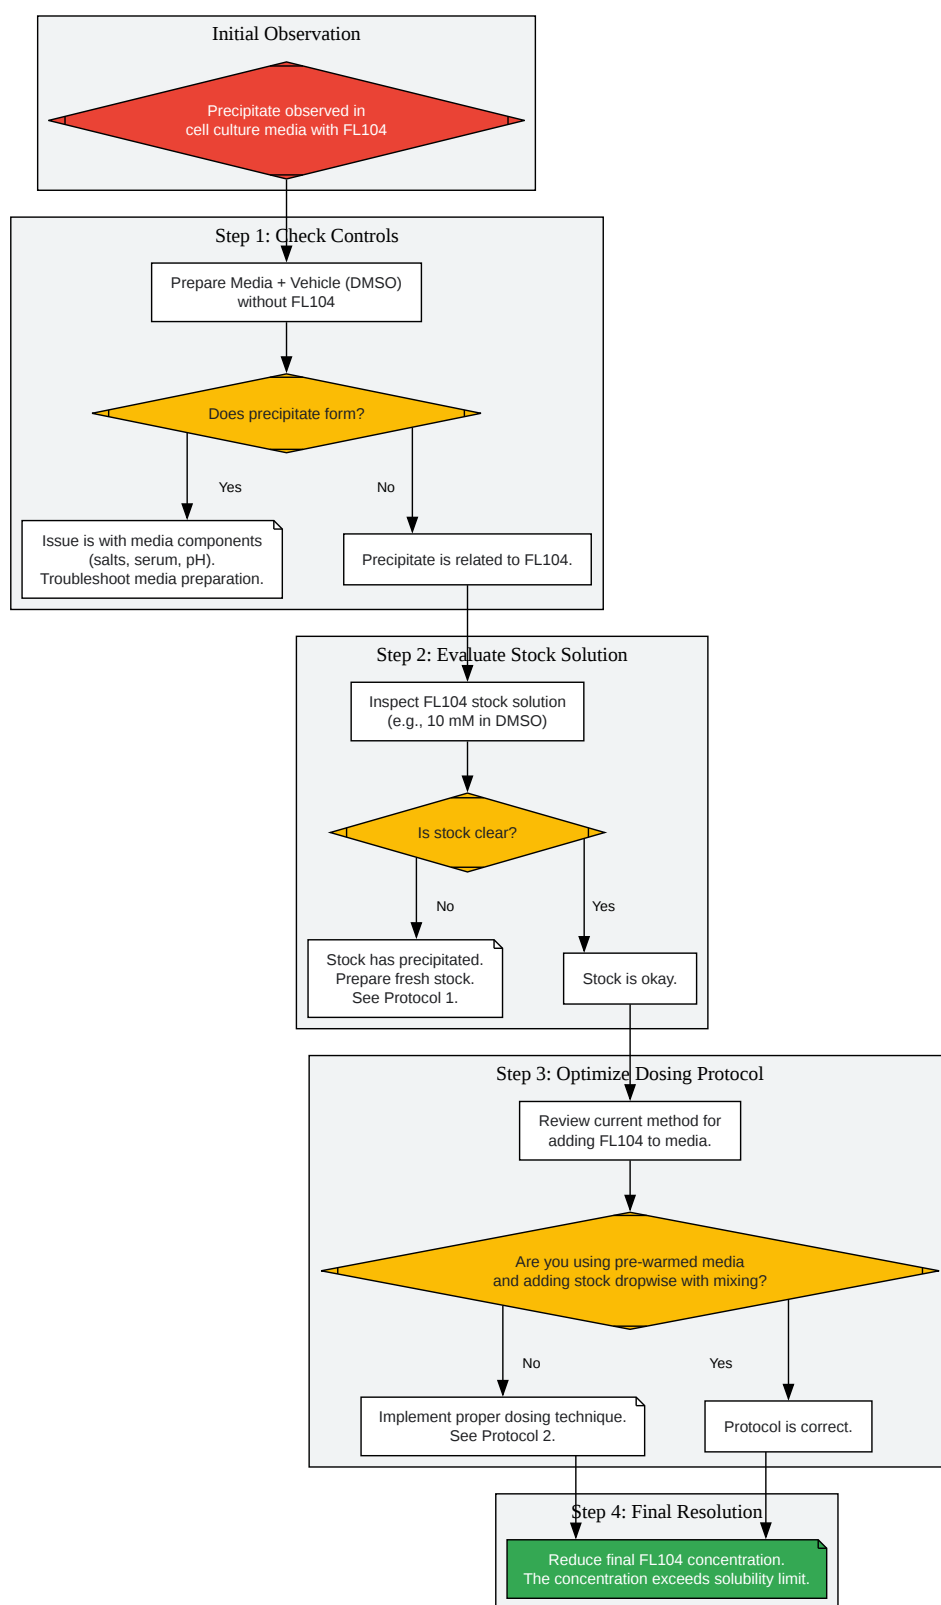 Initial Observation
Precipitate observed in
cell culture media with FL104
Step 1: Check Controls
Prepare Media + Vehicle (DMSO)
without FL104
Does precipitate form?
Yes
No
Issue is with media components
(salts, serum, pH).
Troubleshoot media preparation.
Precipitate is related to FL104.
Step 2: Evaluate Stock Solution
Inspect FL104 stock solution
(e.g., 10 mM in DMSO)
Is stock clear?
No
Yes
Stock has precipitated.
Prepare fresh stock.
See Protocol 1.
Stock is okay.
Step 3: Optimize Dosing Protocol
Review current method for
adding FL104 to media.
Are you using pre-warmed media
and adding stock dropwise with mixing?
No
Yes
Implement proper dosing technique.
See Protocol 2.
Protocol is correct.
Step 4: Final Resolution
Reduce final FL104 concentration.
The concentration exceeds solubility limit.